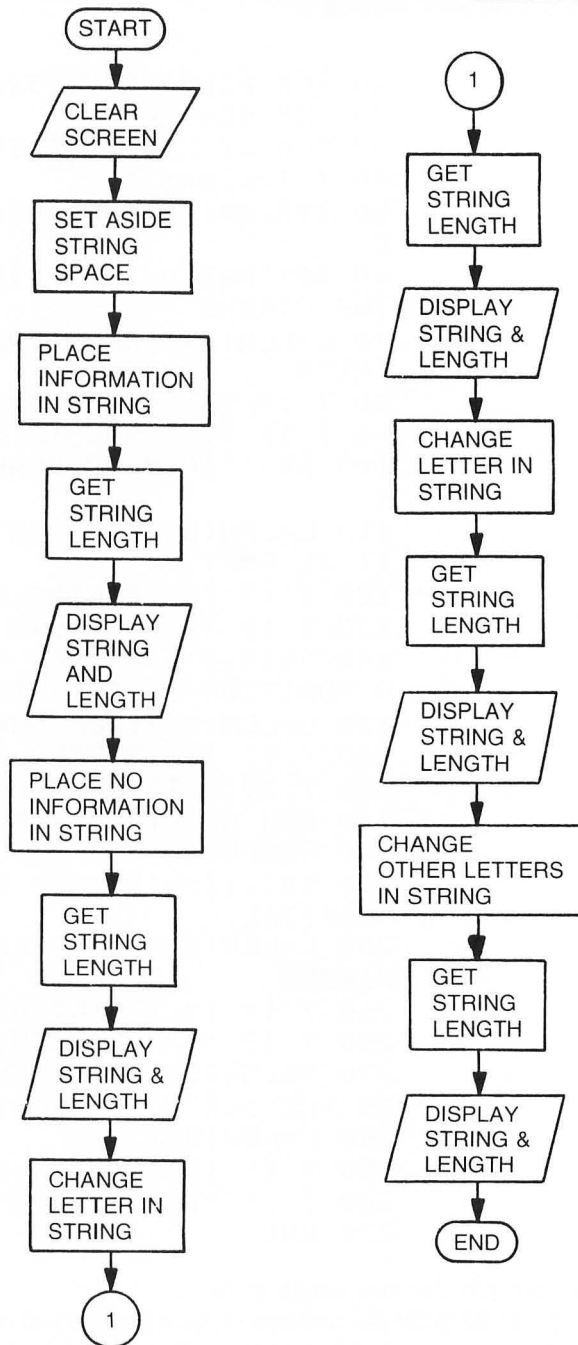 START
CLEAR
SCREEN
SET ASIDE
STRING
SPACE
PLACE
INFORMATION
IN STRING
GET
STRING
LENGTH
DISPLAY
STRING
AND
LENGTH
PLACE NO
INFORMATION
IN STRING
GET
STRING
LENGTH
DISPLAY
STRING &
LENGTH
CHANGE
LETTER IN
STRING
1
1
GET
STRING
LENGTH
DISPLAY
STRING &
LENGTH
CHANGE
LETTER IN
STRING
GET
STRING
LENGTH
DISPLAY
STRING &
LENGTH
CHANGE
OTHER LETTERS
IN STRING
GET
STRING
LENGTH
DISPLAY
STRING &
LENGTH
END